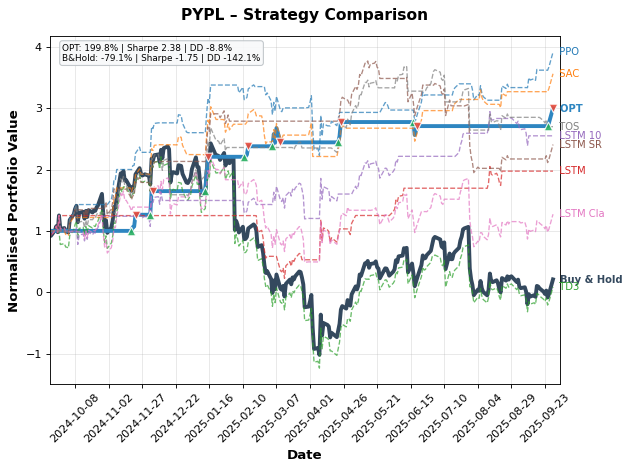 PYPL – Strategy Comparison
OPT: 199.8% | Sharpe 2.38 | DD -8.8%
B&Hold: -79.1% | Sharpe -1.75 | DD -142.1%
Normalised Portfolio Value
4
3
2
1
0
−1
PPO
SAC
OPT
TOS
LSTM 10
LSTM SR
LSTM
LSTM Cla
Buy & Hold
TD3
2024-10-08
2024-11-02
2024-11-27
2024-12-22
2025-01-16
2025-02-10
2025-03-07
2025-04-01
2025-04-26
2025-05-21
2025-06-15
2025-07-10
2025-08-04
2025-08-29
2025-09-23
Date